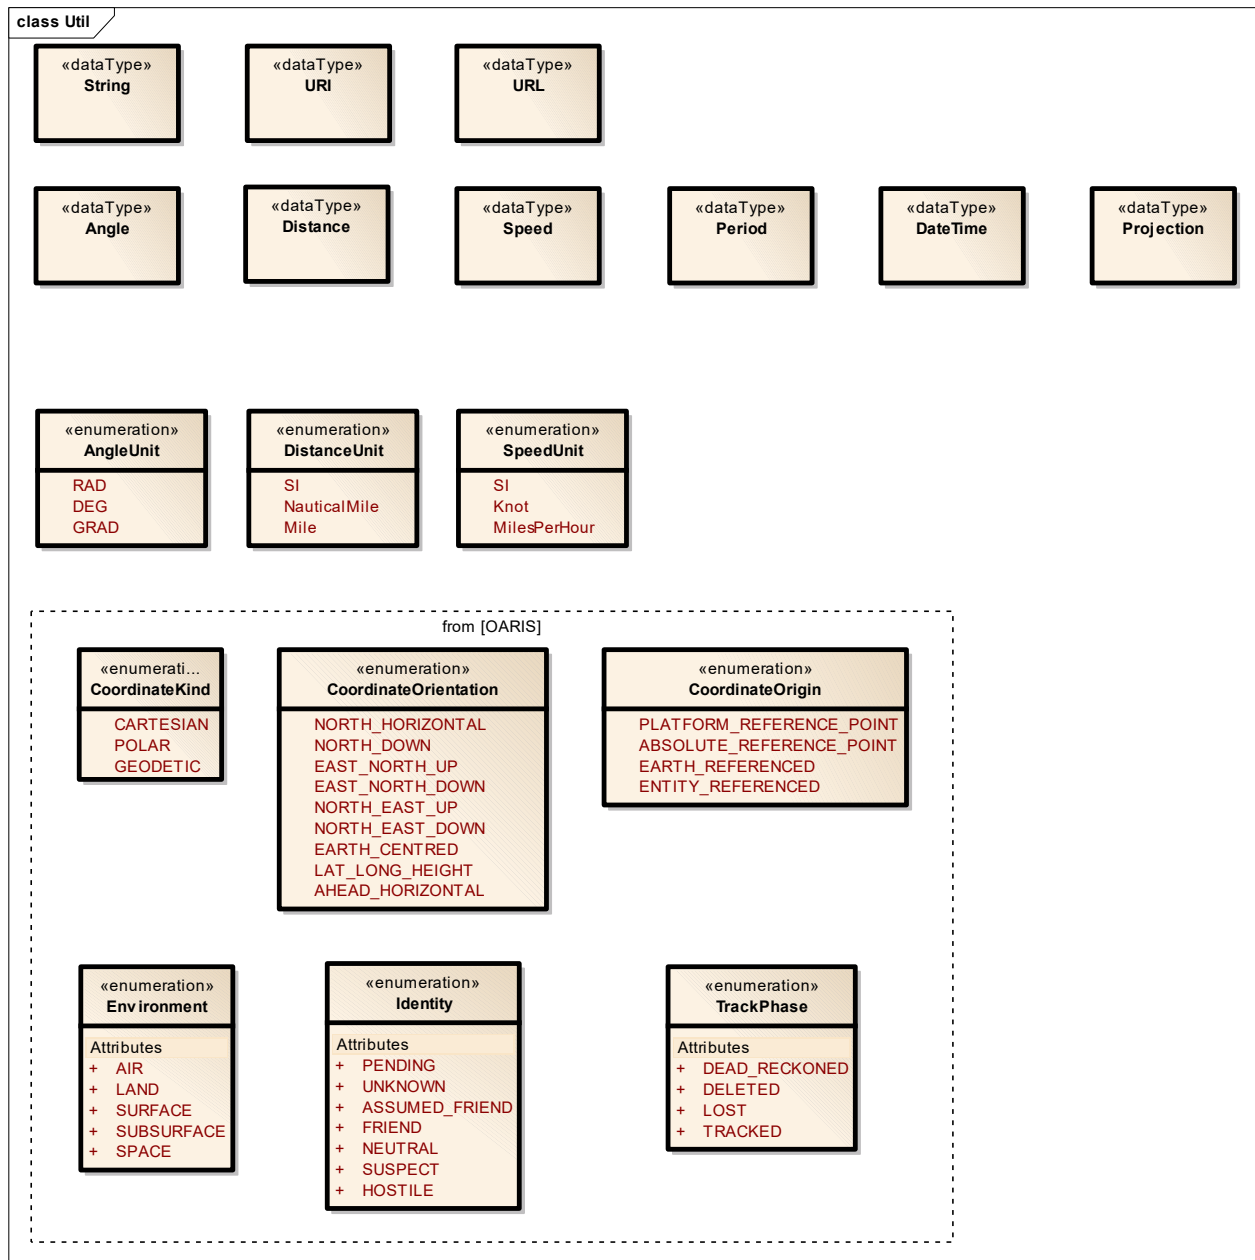 class Util
«dataType»
String
«dataType»
URI
«dataType»
URL
«dataType»
Angle
«dataType»
Distance
«dataType»
Speed
«dataType»
Period
«dataType»
DateTime
«dataType»
Projection
«enumeration»
AngleUnit
RAD
DEG
GRAD
«enumeration»
DistanceUnit
SI
NauticalMile
Mile
«enumeration»
SpeedUnit
SI
Knot
MilesPerHour
from [OARIS]
«enumerati...
CoordinateKind
CARTESIAN
POLAR
GEODETIC
«enumeration»
CoordinateOrientation
NORTH_HORIZONTAL
NORTH_DOWN
EAST_NORTH_UP
EAST_NORTH_DOWN
NORTH_EAST_UP
NORTH_EAST_DOWN
EARTH_CENTRED
LAT_LONG_HEIGHT
AHEAD_HORIZONTAL
«enumeration»
CoordinateOrigin
PLATFORM_REFERENCE_POINT
ABSOLUTE_REFERENCE_POINT
EARTH_REFERENCED
ENTITY_REFERENCED
«enumeration»
Environment
Attributes
+ AIR
+ LAND
+ SURFACE
+ SUBSURFACE
+ SPACE
«enumeration»
Identity
Attributes
+ PENDING
+ UNKNOWN
+ ASSUMED_FRIEND
+ FRIEND
+ NEUTRAL
+ SUSPECT
+ HOSTILE
«enumeration»
TrackPhase
Attributes
+ DEAD_RECKONED
+ DELETED
+ LOST
+ TRACKED